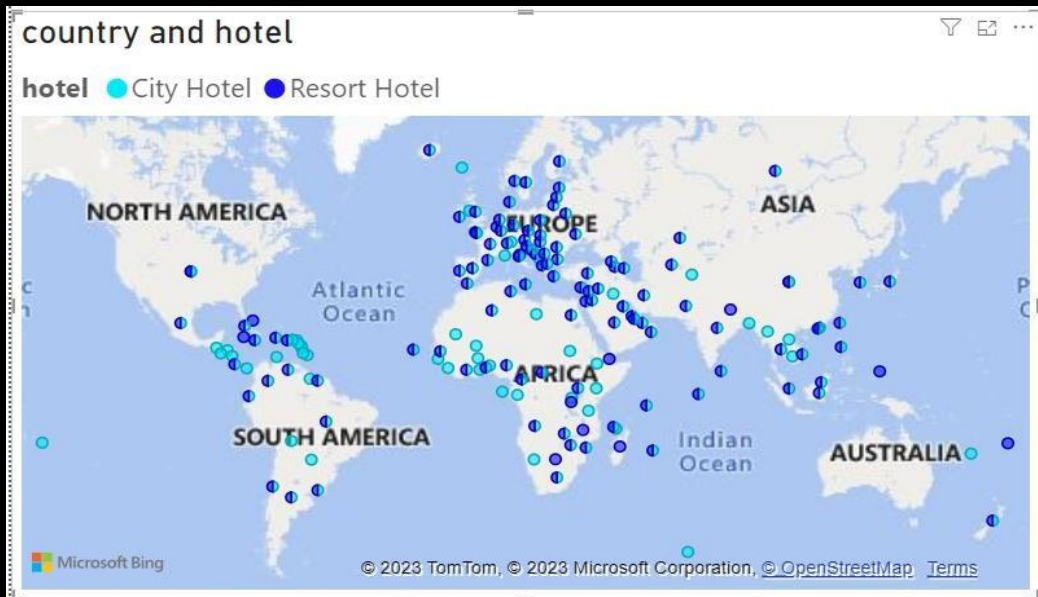 country and hotel
hotel City Hotel Resort Hotel
NORTH AMERICA
EUROPE
ASIA
Atlantic
Ocean
AFRICA
SOUTH AMERICA
Indian
Ocean
AUSTRALIA
P
C
c
n
Microsoft Bing
© 2023 TomTom, © 2023 Microsoft Corporation, © OpenStreetMap Terms